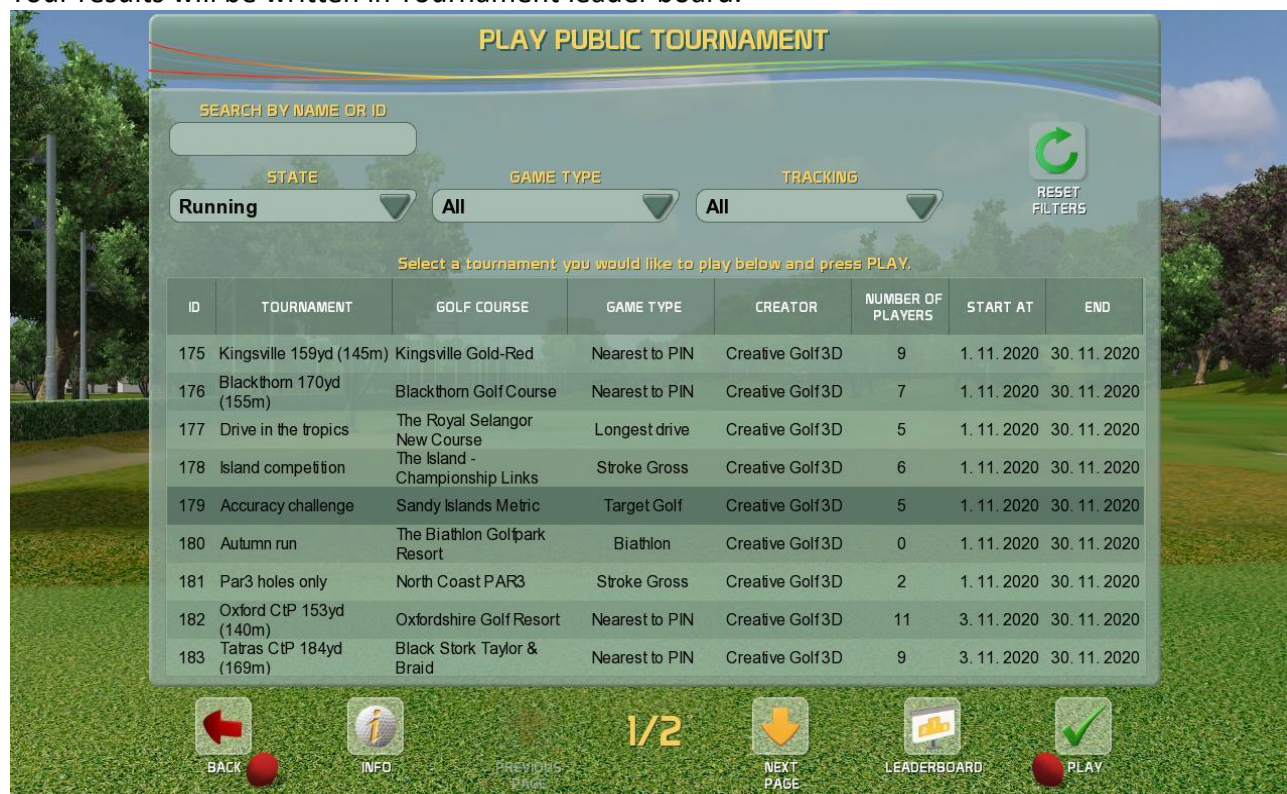 Your results will be written in Tournament leader board.
PLAY PUBLIC TOURNAMENT
SEARCH BY NAME OR ID
STATE GAME TYPE TRACKING
Running All All
RESET
FILTERS
Select a tournament you would like to play below and press PLAY.
ID TOURNAMENT GOLF COURSE GAME TYPE CREATOR NUMBER OF PLAYERS START AT END
175 Kingsville 159yd (145m) Kingsville Gold-Red Nearest to PIN Creative Golf3D 9 1. 11. 2020 30. 11. 2020
176 Blackthorn 170yd (155m) Blackthorn Golf Course Nearest to PIN Creative Golf3D 7 1. 11. 2020 30. 11. 2020
177 Drive in the tropics The Royal Selangor New Course Longest drive Creative Golf3D 5 1. 11. 2020 30. 11. 2020
178 Island competition The Island - Championship Links Stroke Gross Creative Golf3D 6 1. 11. 2020 30. 11. 2020
179 Accuracy challenge Sandy Islands Metric Target Golf Creative Golf3D 5 1. 11. 2020 30. 11. 2020
180 Autumn run The Biathlon Golfpark Resort Biathlon Creative Golf3D 0 1. 11. 2020 30. 11. 2020
181 Par3 holes only North Coast PAR3 Stroke Gross Creative Golf3D 2 1. 11. 2020 30. 11. 2020
182 Oxford CtP 153yd (140m) Oxfordshire Golf Resort Nearest to PIN Creative Golf3D 11 3. 11. 2020 30. 11. 2020
183 Tatras CtP 184yd (169m) Black Stork Taylor & Braid Nearest to PIN Creative Golf3D 9 3. 11. 2020 30. 11. 2020
1/2
BACK INFO PREVIOUS PAGE NEXT PAGE LEADERBOARD PLAY